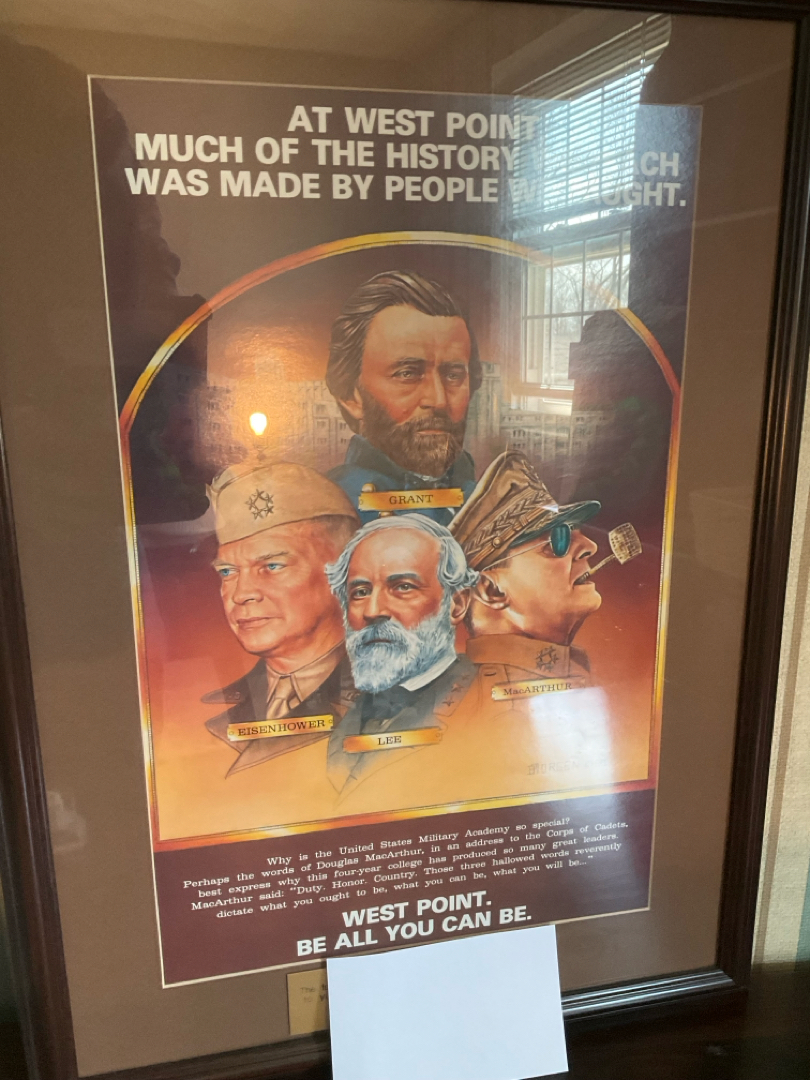 AT WEST POINT
MUCH OF THE HISTORY CH
WAS MADE BY PEOPLE W AUGHT.
GRANT
EISENHOWER
LEE
MacARTHUR
Why is the United States Military Academy so special?
Perhaps the words of Douglas MacArthur, in an address to the Corps of Cadets,
best express why this four-year college has produced so many great leaders.
MacArthur said: "Duty. Honor. Country. Those three hallowed words reverently
dictate what you ought to be, what you can be, what you will be..."
WEST POINT.
BE ALL YOU CAN BE.